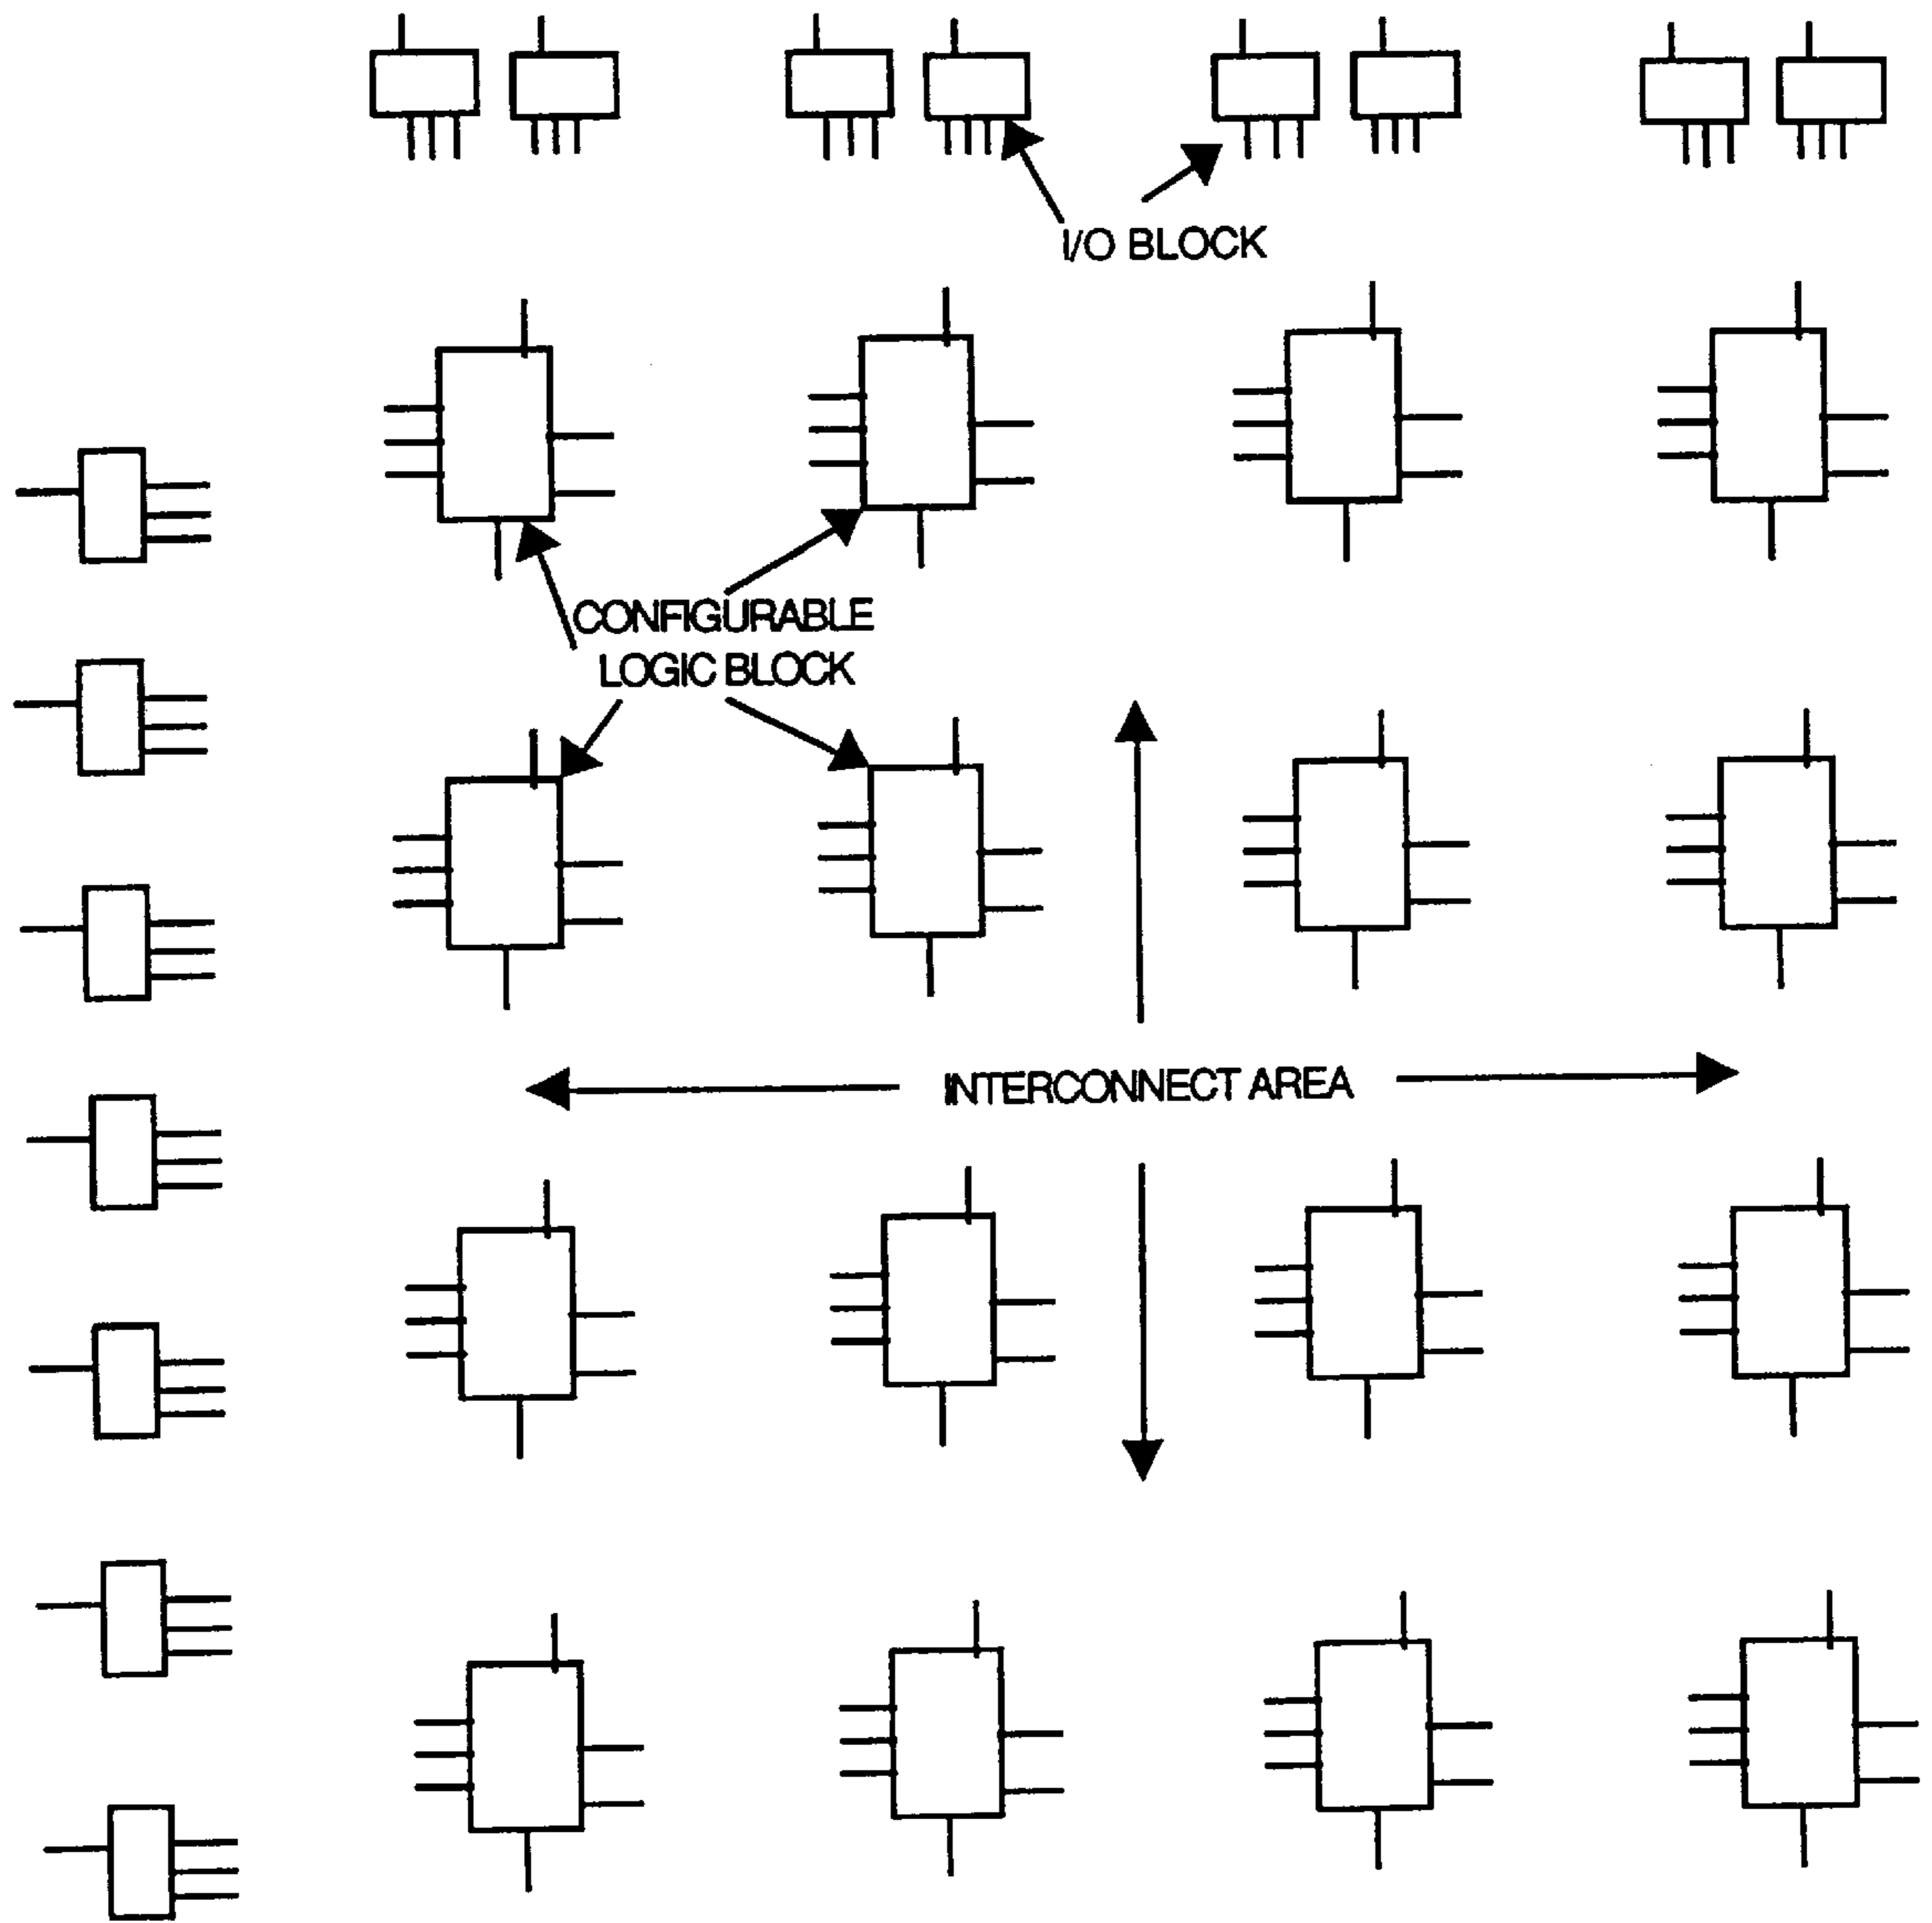 I/O BLOCK
CONFIGURABLE
LOGIC BLOCK
INTERCONNECT AREA